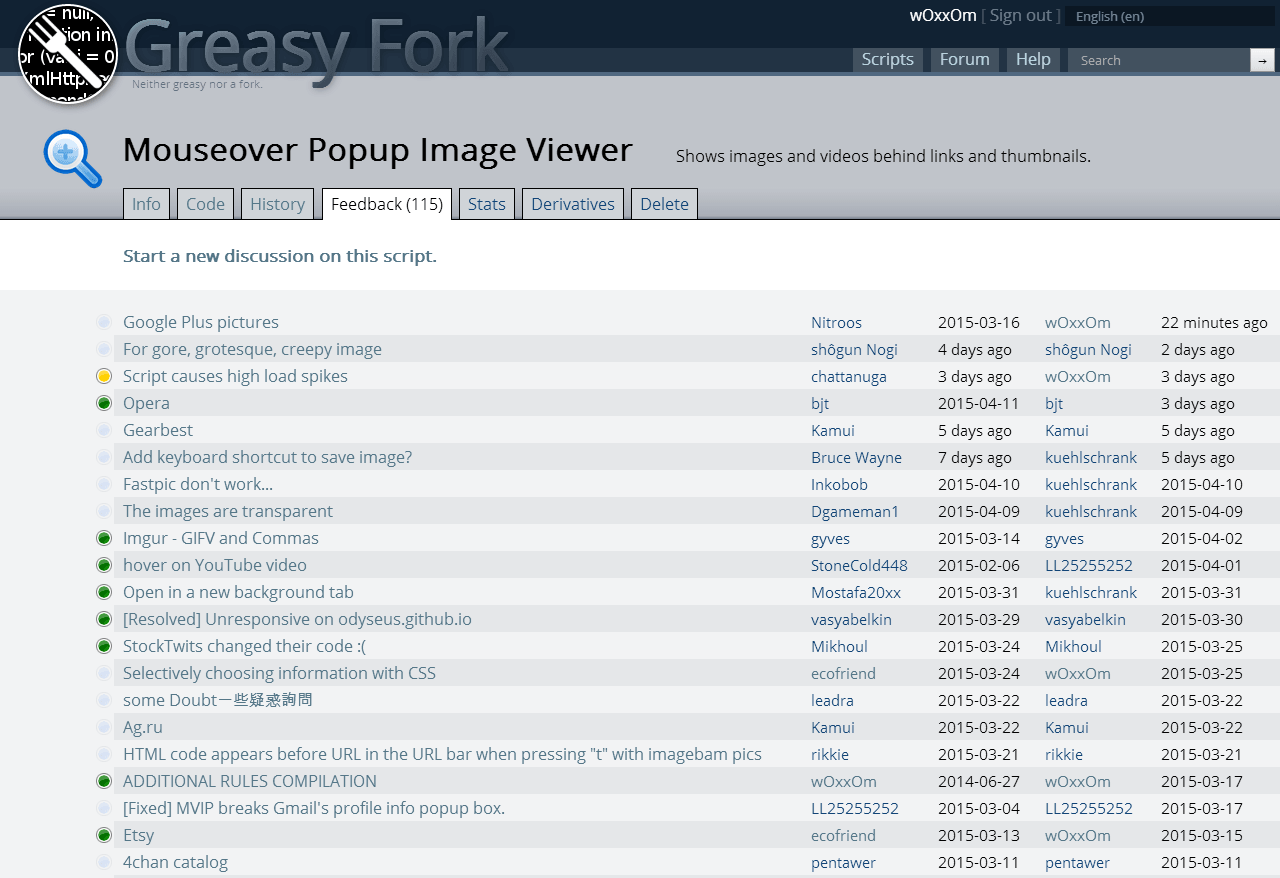 = null,
tion in
or (var i = 0
mlHttp
Greasy Fork
Neither greasy nor a fork.
wOxxOm [ Sign out ] English (en)
Scripts Forum Help Search →
Mouseover Popup Image Viewer Shows images and videos behind links and thumbnails.
Info Code History Feedback (115) Stats Derivatives Delete
Start a new discussion on this script.
Google Plus pictures Nitroos 2015-03-16 wOxxOm 22 minutes ago
For gore, grotesque, creepy image shôgun Nogi 4 days ago shôgun Nogi 2 days ago
Script causes high load spikes chattanuga 3 days ago wOxxOm 3 days ago
Opera bjt 2015-04-11 bjt 3 days ago
Gearbest Kamui 5 days ago Kamui 5 days ago
Add keyboard shortcut to save image? Bruce Wayne 7 days ago kuehlschrank 5 days ago
Fastpic don't work... Inkobob 2015-04-10 kuehlschrank 2015-04-10
The images are transparent Dgameman1 2015-04-09 kuehlschrank 2015-04-09
Imgur - GIFV and Commas gyves 2015-03-14 gyves 2015-04-02
hover on YouTube video StoneCold448 2015-02-06 LL25255252 2015-04-01
Open in a new background tab Mostafa20xx 2015-03-31 kuehlschrank 2015-03-31
[Resolved] Unresponsive on odyseus.github.io vasyabelkin 2015-03-29 vasyabelkin 2015-03-30
StockTwits changed their code :( Mikhoul 2015-03-24 Mikhoul 2015-03-25
Selectively choosing information with CSS ecofriend 2015-03-24 wOxxOm 2015-03-25
some Doubt一些疑惑詢問 leadra 2015-03-22 leadra 2015-03-22
Ag.ru Kamui 2015-03-22 Kamui 2015-03-22
HTML code appears before URL in the URL bar when pressing "t" with imagebam pics rikkie 2015-03-21 rikkie 2015-03-21
ADDITIONAL RULES COMPILATION wOxxOm 2014-06-27 wOxxOm 2015-03-17
[Fixed] MVIP breaks Gmail's profile info popup box. LL25255252 2015-03-04 LL25255252 2015-03-17
Etsy ecofriend 2015-03-13 wOxxOm 2015-03-15
4chan catalog pentawer 2015-03-11 pentawer 2015-03-11